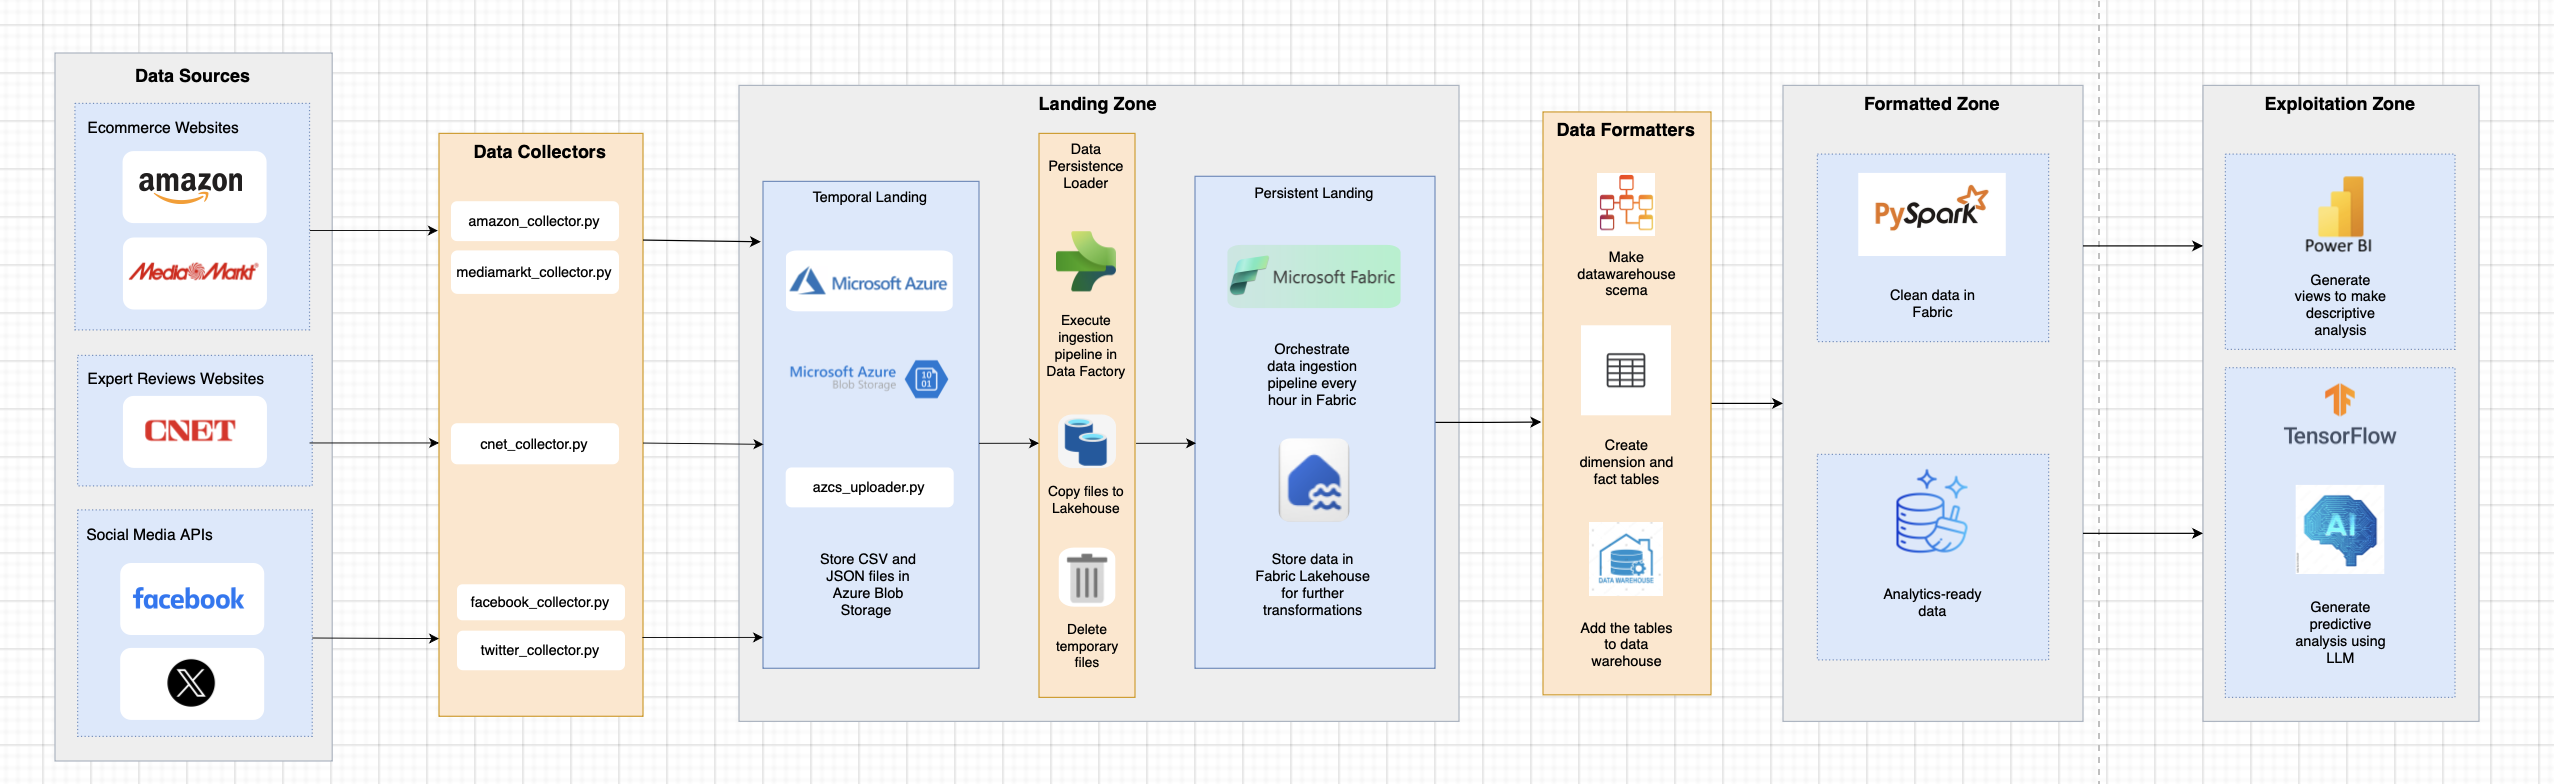 Data Sources
Ecommerce Websites
amazon
Media Markt
Expert Reviews Websites
CNET
Social Media APIs
facebook
X
Data Collectors
amazon_collector.py
mediamarkt_collector.py
cnet_collector.py
facebook_collector.py
twitter_collector.py
Landing Zone
Temporal Landing
Microsoft Azure
Microsoft Azure
Blob Storage
10
01
azcs_uploader.py
Store CSV and
JSON files in
Azure Blob
Storage
Data
Persistence
Loader
Execute
ingestion
pipeline in
Data Factory
Copy files to
Lakehouse
Delete
temporary
files
Persistent Landing
Microsoft Fabric
Orchestrate
data ingestion
pipeline every
hour in Fabric
Store data in
Fabric Lakehouse
for further
transformations
Data Formatters
Make
datawarehouse
scema
Create
dimension and
fact tables
DATA WAREHOUSE
Add the tables
to data
warehouse
Formatted Zone
PySpark
Clean data in
Fabric
Analytics-ready
data
Exploitation Zone
Power BI
Generate
views to make
descriptive
analysis
TensorFlow
AI
Generate
predictive
analysis using
LLM